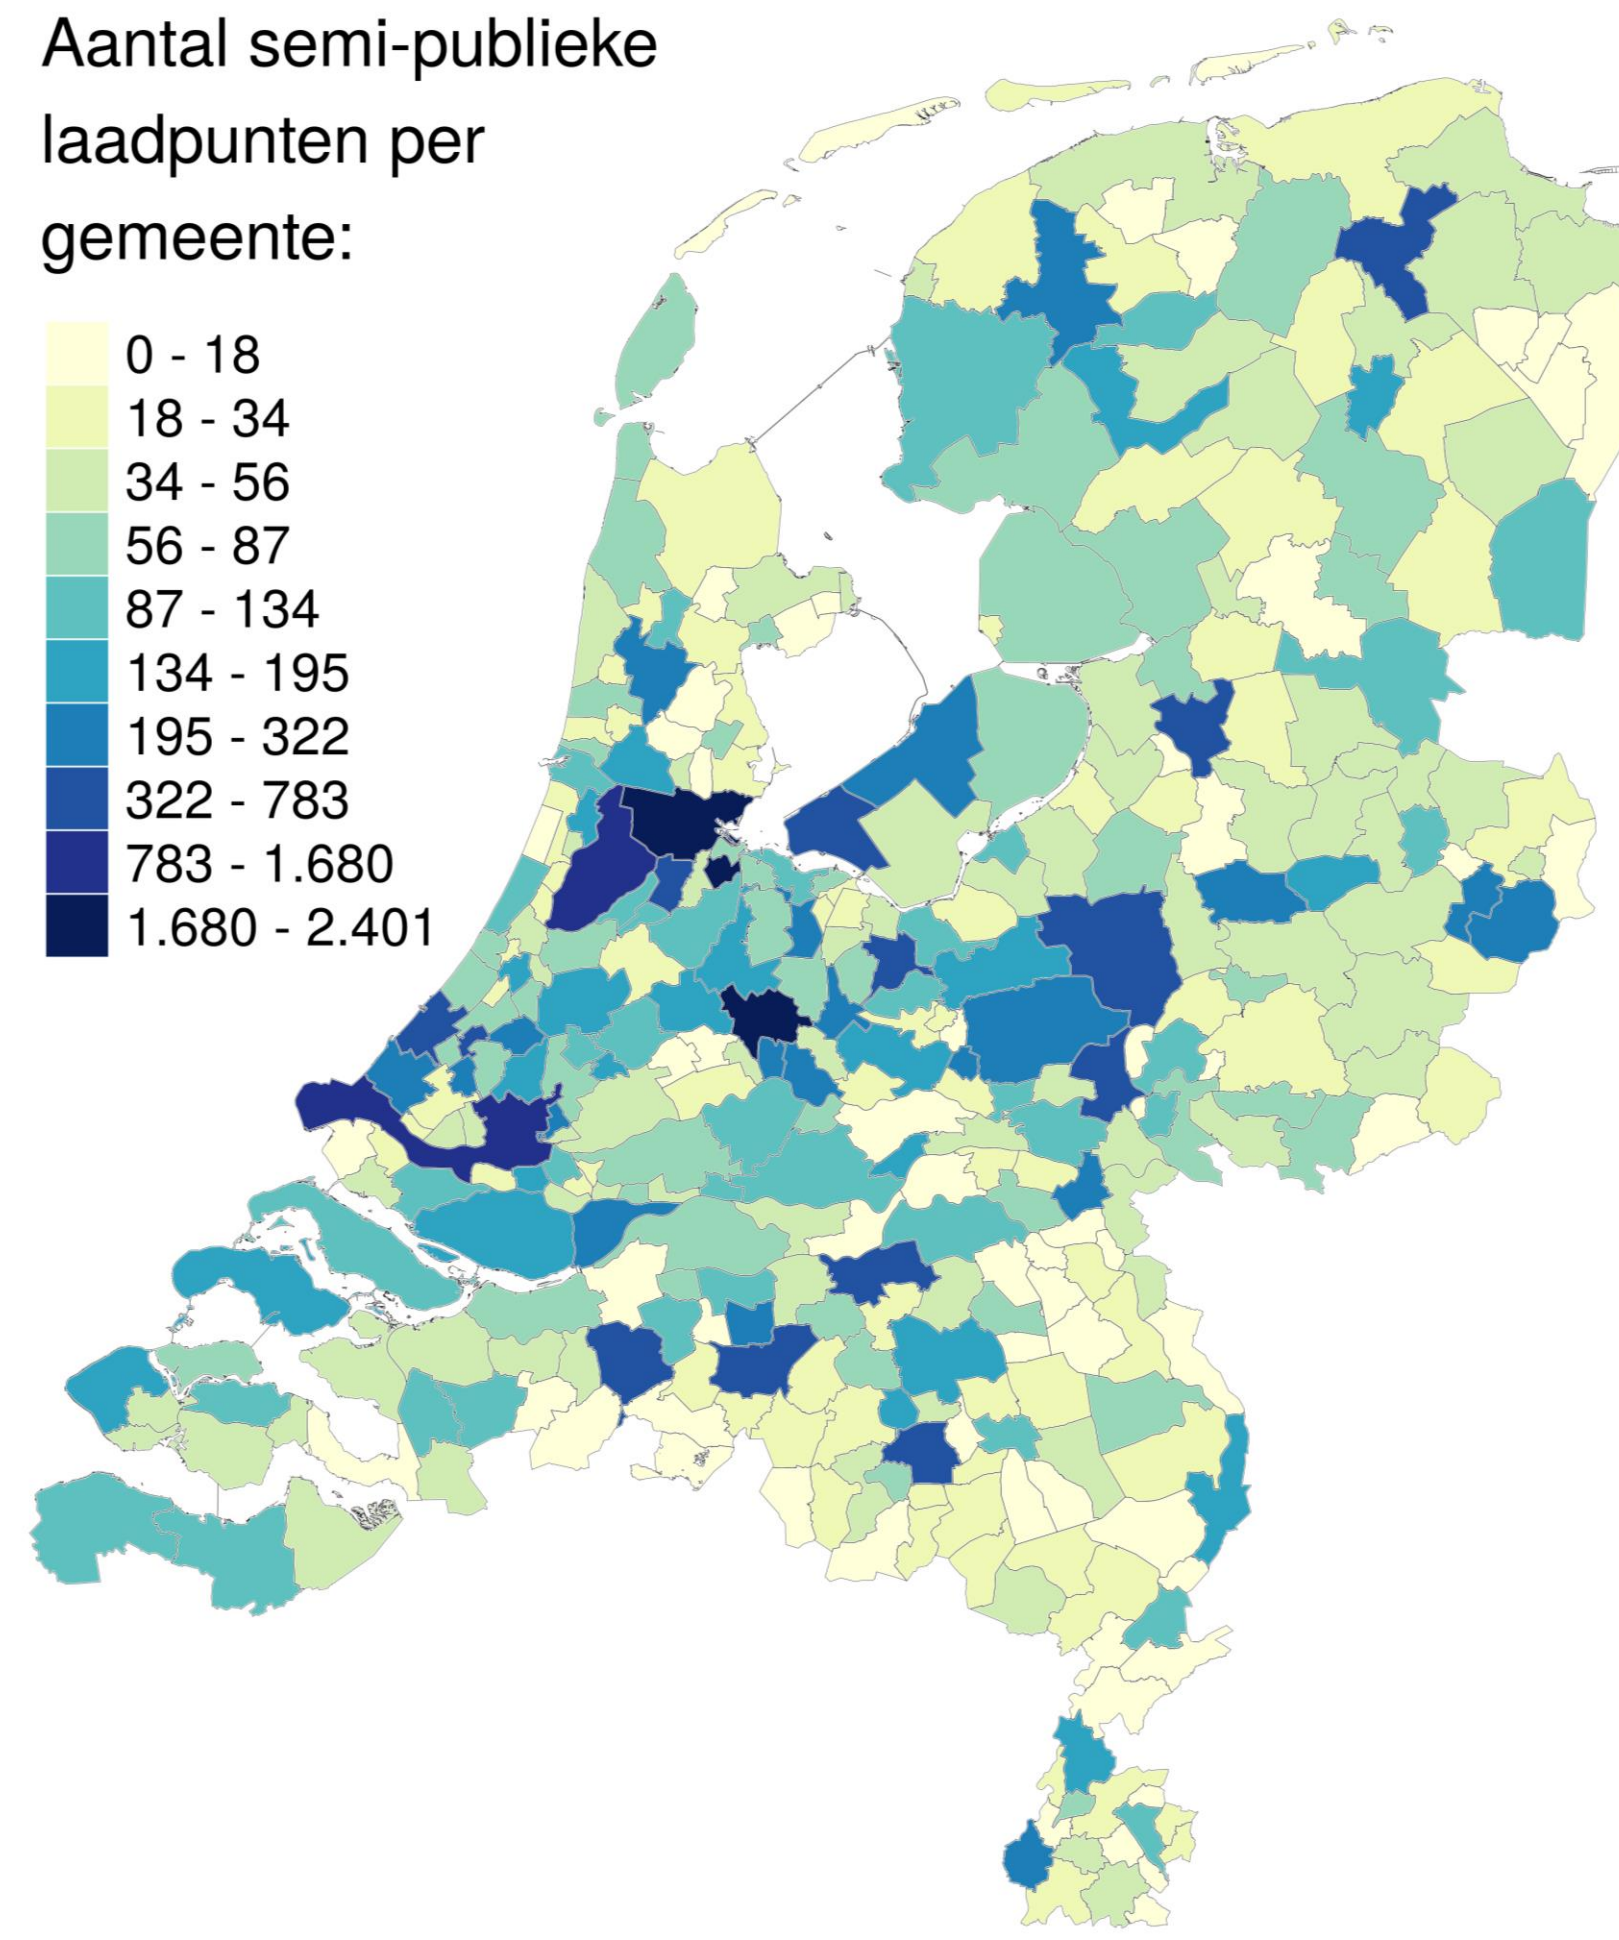 Aantal semi-publieke
laadpunten per
gemeente:
0 - 18
18 - 34
34 - 56
56 - 87
87 - 134
134 - 195
195 - 322
322 - 783
783 - 1.680
1.680 - 2.401